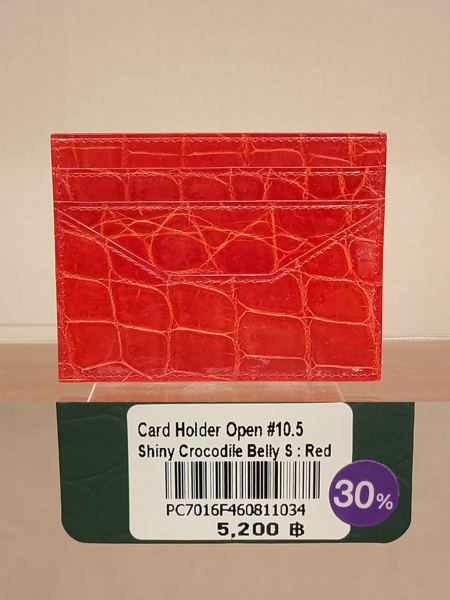 Card Holder Open #10.5
Shiny Crocodile Belly S : Red
PC7016F460811034
5,200 ฿
30%